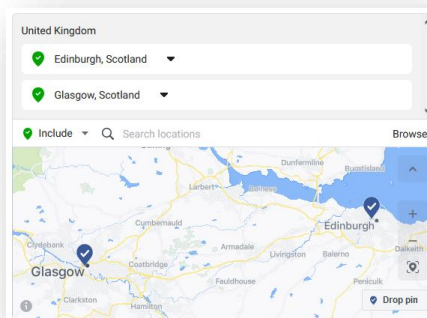 United Kingdom
Edinburgh, Scotland
Glasgow, Scotland
Include
Search locations
Browse
Dunfermline
Burntisland
Larbert
Cumbernauld
Edinburgh
Clydebank
Armadale
Dalkeith
Coatbridge
Livingston
Balerno
Glasgow
Fauldhouse
Penicuik
Clarkston
Hamilton
Drop pin